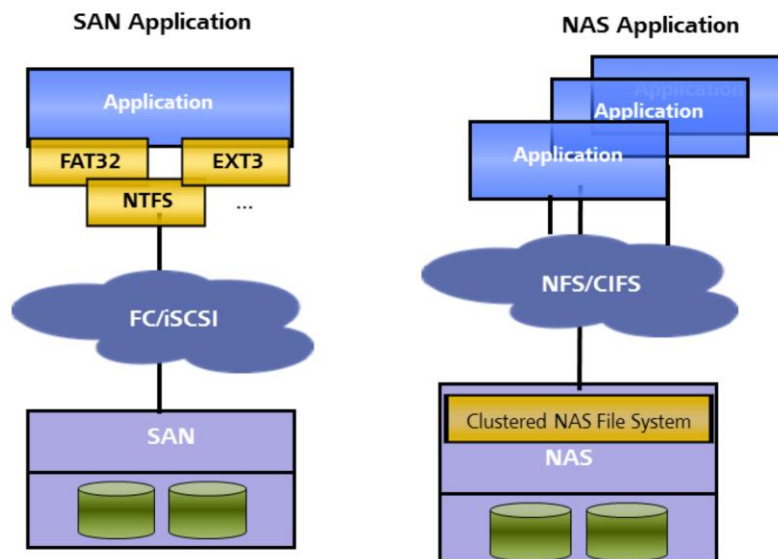 SAN Application
Application
FAT32
EXT3
NTFS
...
FC/iSCSI
SAN
NAS Application
Application
Application
Application
NFS/CIFS
Clustered NAS File System
NAS